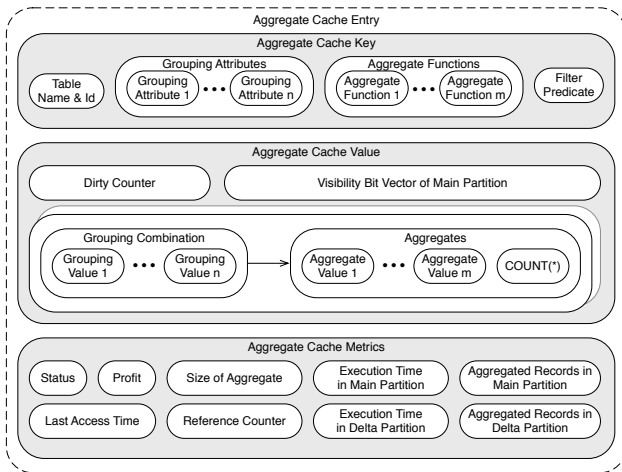 Aggregate Cache Entry
Aggregate Cache Key
Table
Name & Id
Grouping Attributes
Grouping
Attribute 1
Grouping
Attribute n
Aggregate Functions
Aggregate
Function 1
Aggregate
Function m
Filter
Predicate
Aggregate Cache Value
Dirty Counter
Visibility Bit Vector of Main Partition
Grouping Combination
Grouping
Value 1
Grouping
Value n
Aggregates
Aggregate
Value 1
Aggregate
Value m
COUNT(*)
Aggregate Cache Metrics
Status
Profit
Size of Aggregate
Execution Time
in Main Partition
Aggregated Records in
Main Partition
Last Access Time
Reference Counter
Execution Time
in Delta Partition
Aggregated Records in
Delta Partition